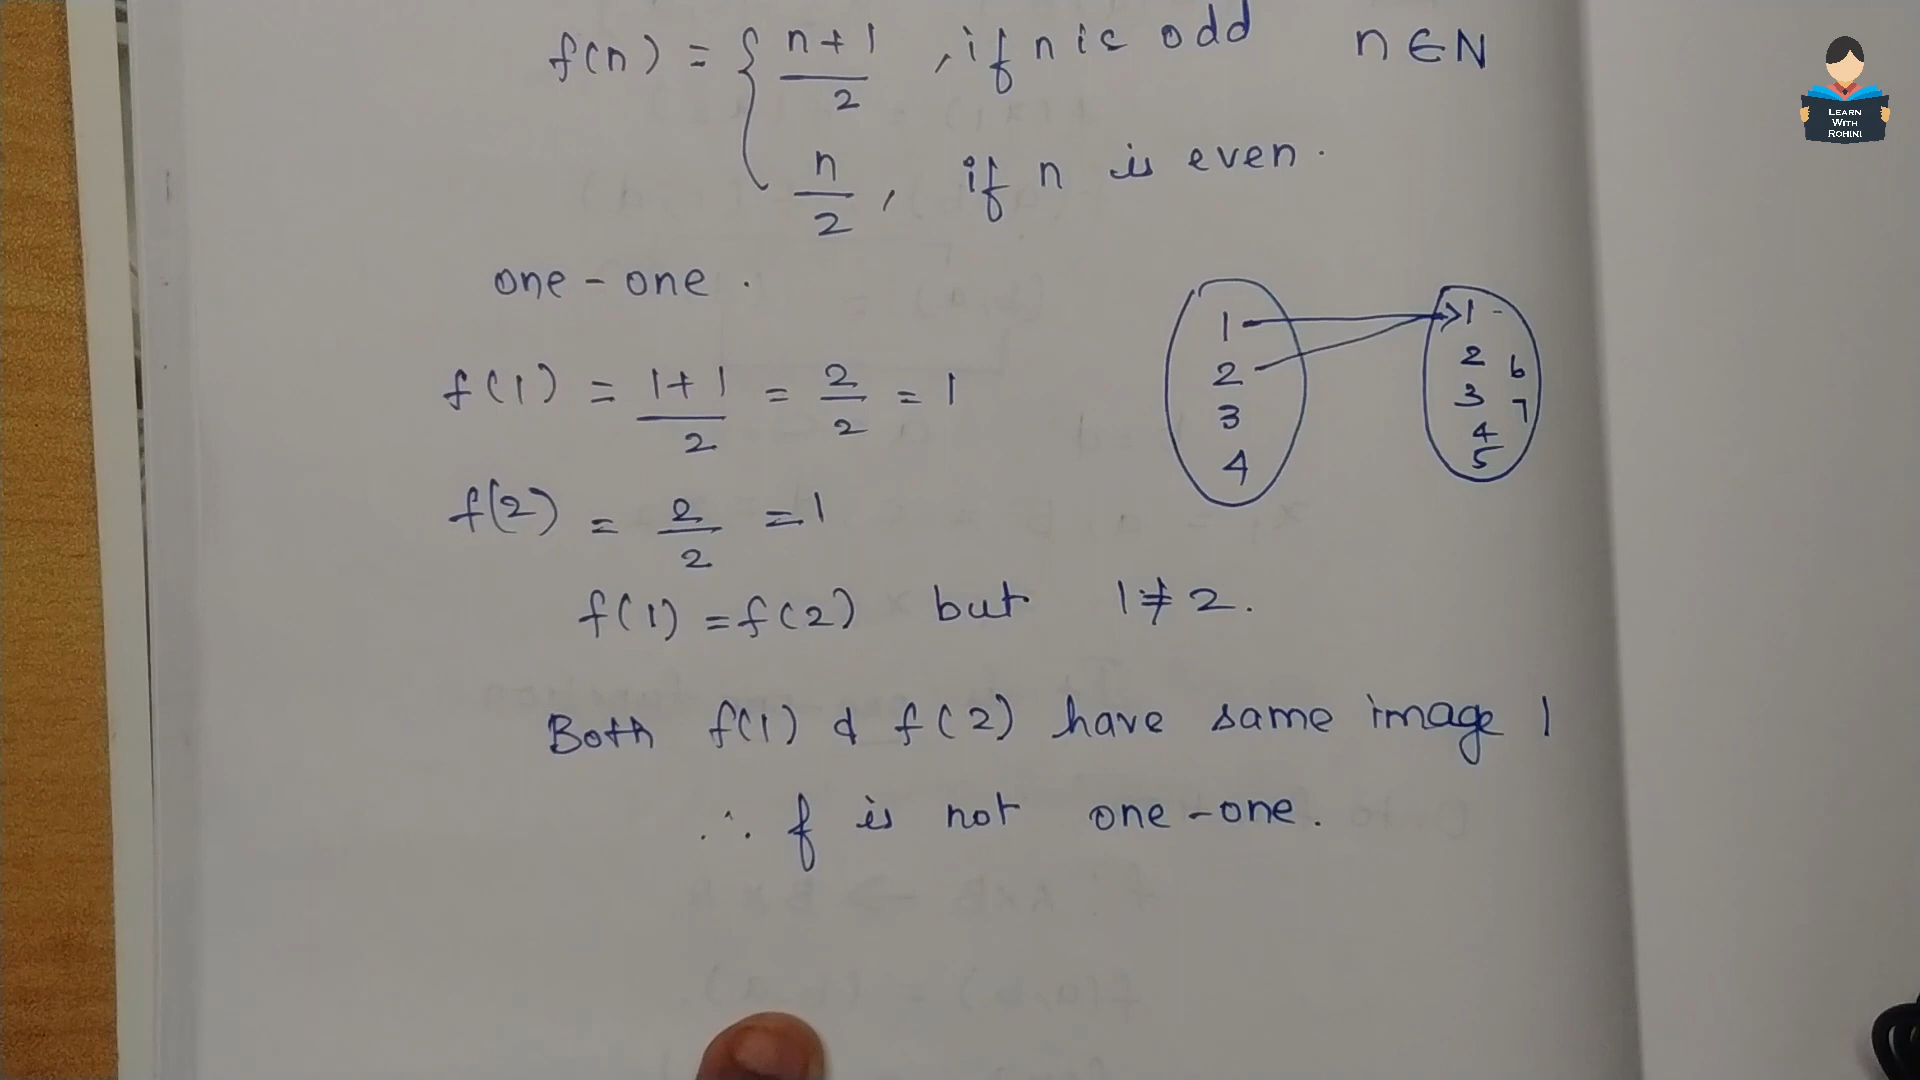 f(n) = { n+1/2 , if n is odd n ∈ N
n/2 , if n is even.
one - one .
f(1) = 1+1/2 = 2/2 = 1
f(2) = 2/2 = 1
f(1) = f(2) but 1 ≠ 2.
Both f(1) & f(2) have same image 1
∴ f is not one - one.
1
2
3
4
1 -
2 6
3 7
4
5
LEARN
WITH
ROHINI